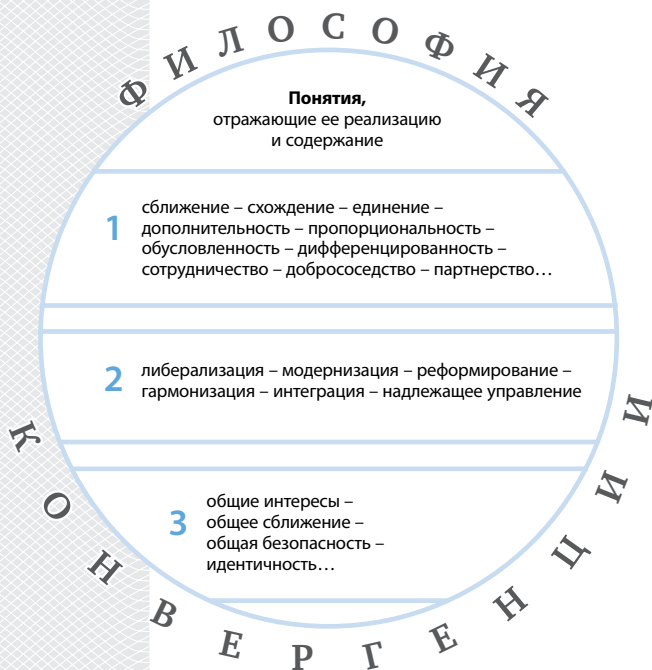 ФИЛОСОФИЯ
Понятия,
отражающие ее реализацию
и содержание
1
сближение – схождение – единение –
дополнительность – пропорциональность –
обусловленность – дифференцированность –
сотрудничество – добрососедство – партнерство…
2
либерализация – модернизация – реформирование –
гармонизация – интеграция – надлежащее управление
3
общие интересы –
общее сближение –
общая безопасность –
идентичность…
КОНВЕРГЕНЦИИ